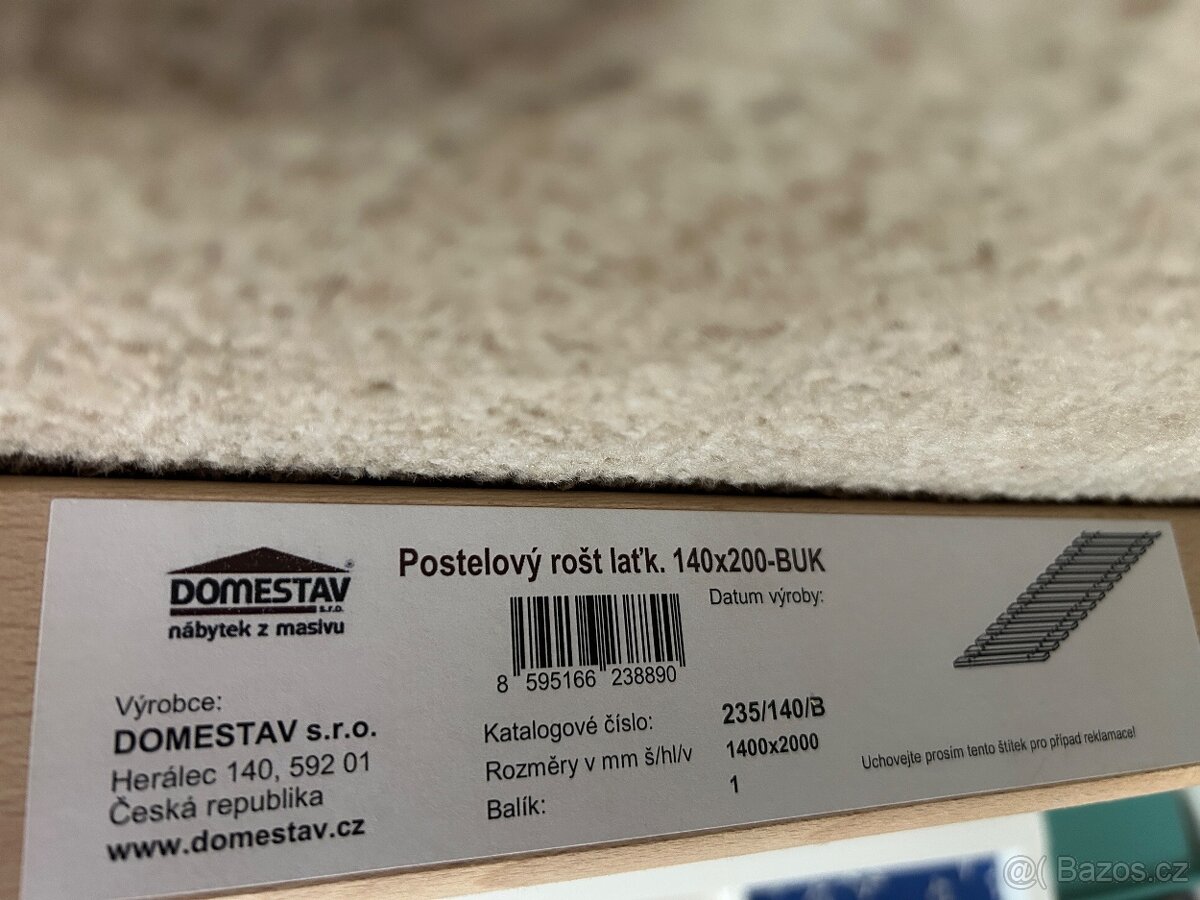 DOMESTAV®
s.r.o.
nábytek z masivu
Postelový rošt laťk. 140x200-BUK
Datum výroby:
8 595166 238890
Výrobce:
DOMESTAV s.r.o.
Herálec 140, 592 01
Česká republika
www.domestav.cz
Katalogové číslo: 235/140/B
Rozměry v mm š/hl/v 1400x2000
Balík: 1
Uchovejte prosím tento štítek pro případ reklamace!
@( Bazos.cz